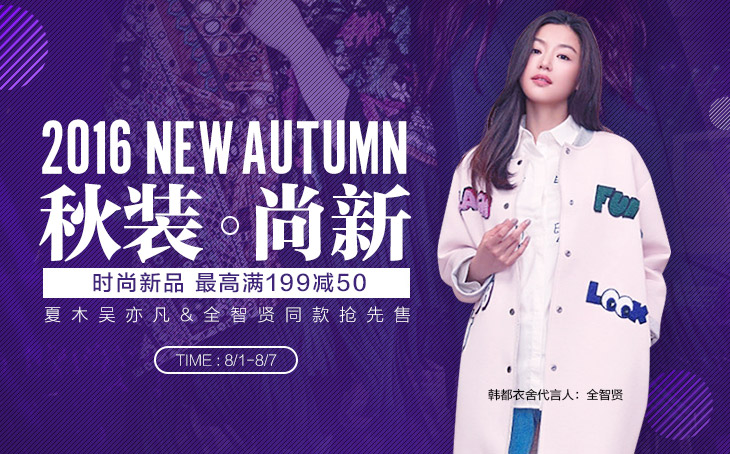 2016 NEW AUTUMN
秋装。尚新
时尚新品 最高满199减50
夏木吴亦凡&全智贤同款抢先售
TIME : 8/1-8/7
FUN
LOOK
韩都衣舍代言人：全智贤